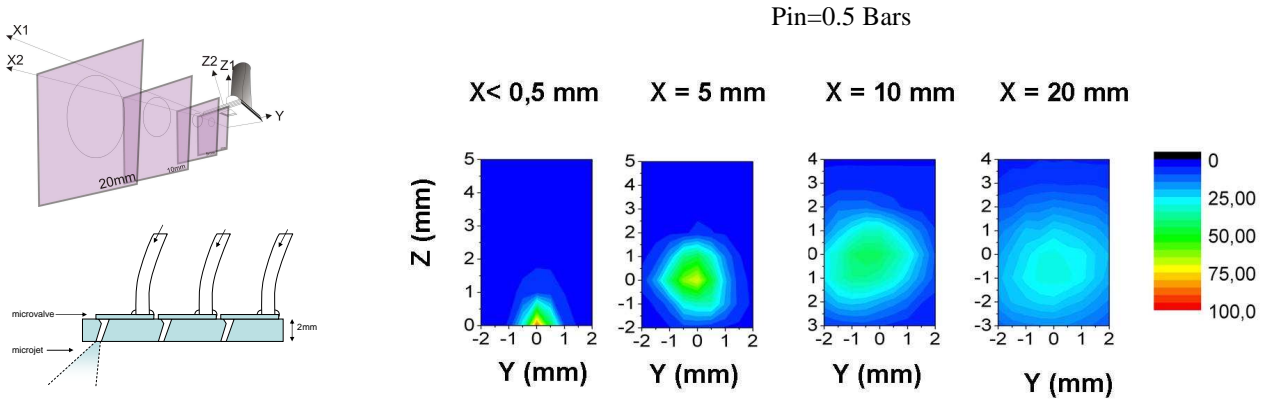 Pin=0.5 Bars
X1
X2
Z2 Z1
Y
20mm
10mm
microvalve
2mm
microjet
X< 0,5 mm
X = 5 mm
X = 10 mm
X = 20 mm
Z (mm)
5
4
3
2
1
0
-2 -1 0 1 2
Y (mm)
5
4
3
2
1
0
-1
-2
-2 -1 0 1 2
Y (mm)
4
3
2
1
0
-1
-2
-3
-2 -1 0 1 2
Y (mm)
4
3
2
1
0
-1
-2
-3
-2 -1 0 1 2
Y (mm)
0
25,00
50,00
75,00
100,0